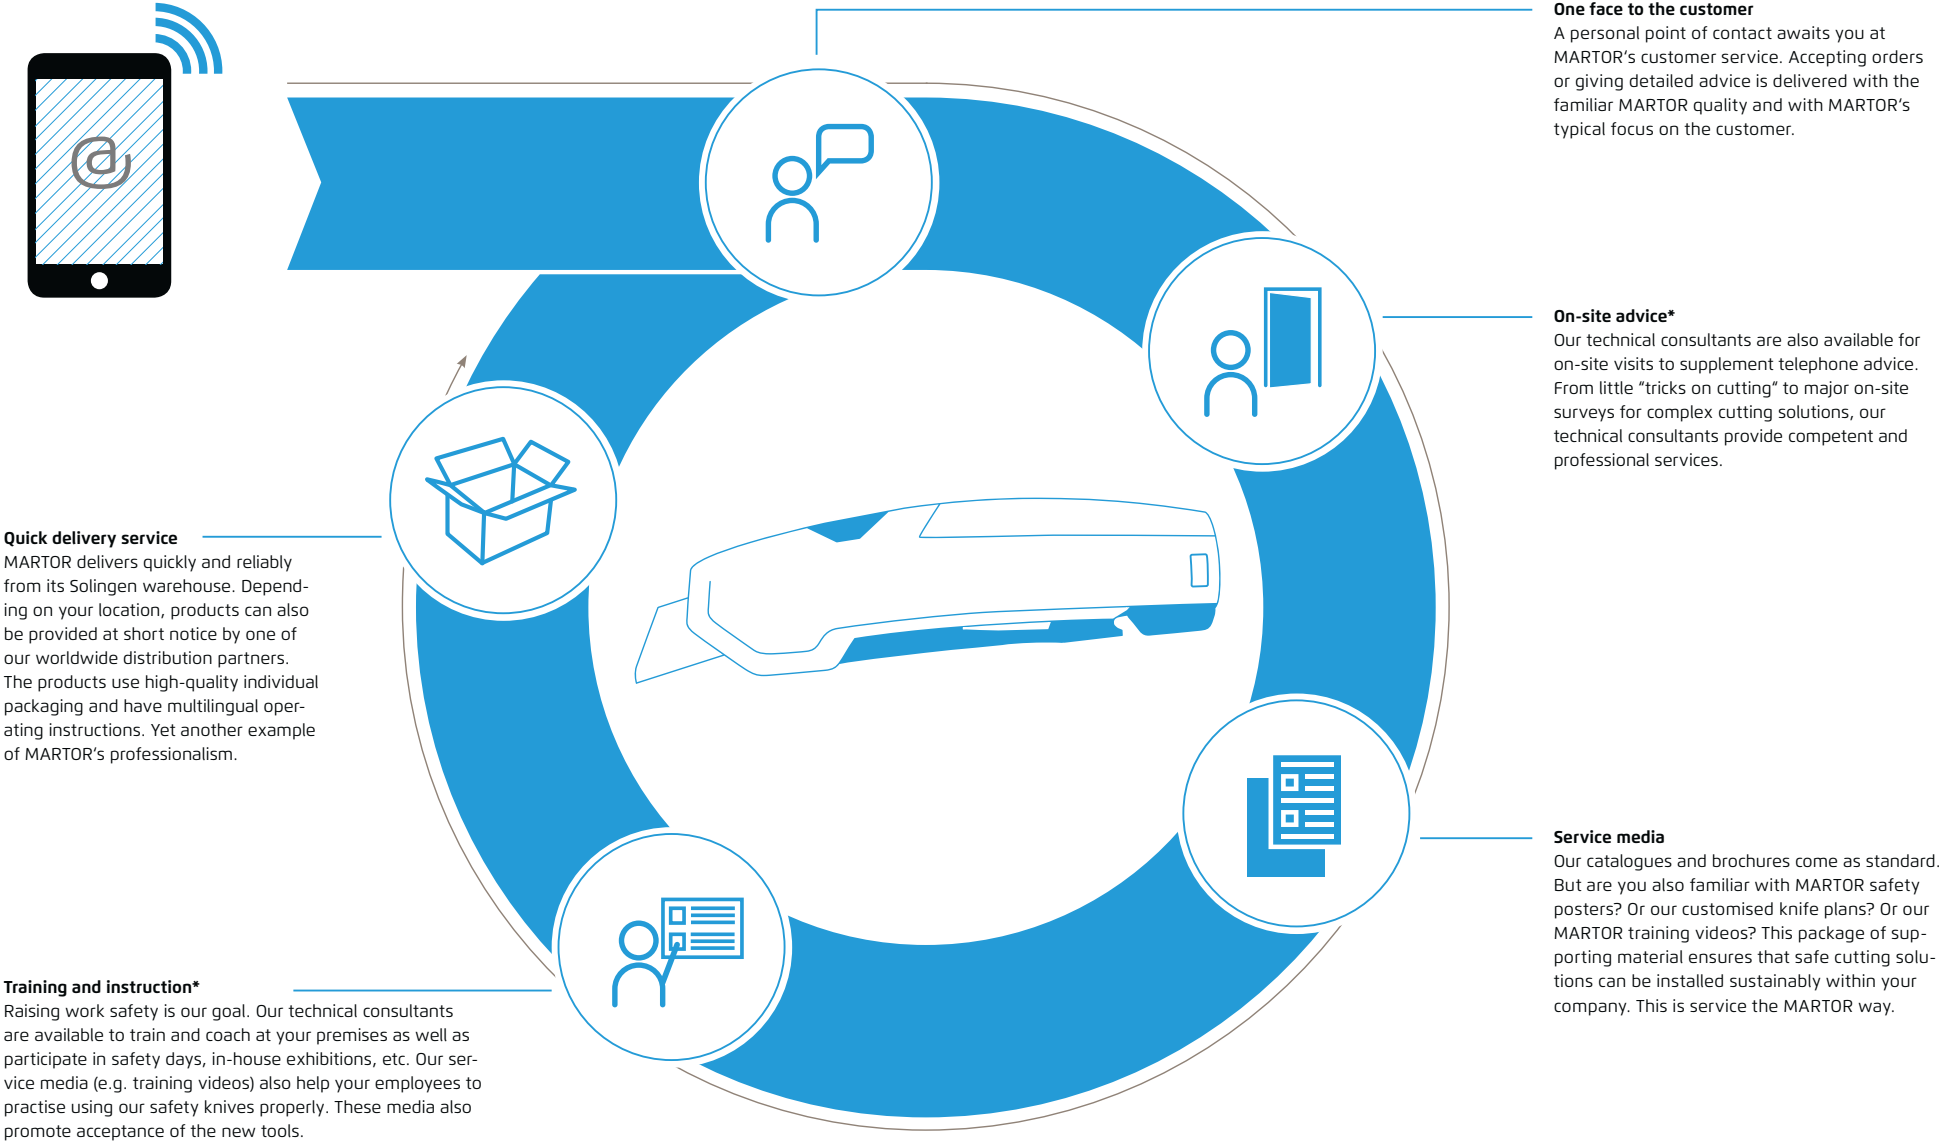 @
One face to the customer
A personal point of contact awaits you at
MARTOR’s customer service. Accepting orders
or giving detailed advice is delivered with the
familiar MARTOR quality and with MARTOR’s
typical focus on the customer.
On-site advice*
Our technical consultants are also available for
on-site visits to supplement telephone advice.
From little “tricks on cutting“ to major on-site
surveys for complex cutting solutions, our
technical consultants provide competent and
professional services.
Service media
Our catalogues and brochures come as standard.
But are you also familiar with MARTOR safety
posters? Or our customised knife plans? Or our
MARTOR training videos? This package of sup-
porting material ensures that safe cutting solu-
tions can be installed sustainably within your
company. This is service the MARTOR way.
Training and instruction*
Raising work safety is our goal. Our technical consultants
are available to train and coach at your premises as well as
participate in safety days, in-house exhibitions, etc. Our ser-
vice media (e.g. training videos) also help your employees to
practise using our safety knives properly. These media also
promote acceptance of the new tools.
Quick delivery service
MARTOR delivers quickly and reliably
from its Solingen warehouse. Depend-
ing on your location, products can also
be provided at short notice by one of
our worldwide distribution partners.
The products use high-quality individual
packaging and have multilingual oper-
ating instructions. Yet another example
of MARTOR’s professionalism.